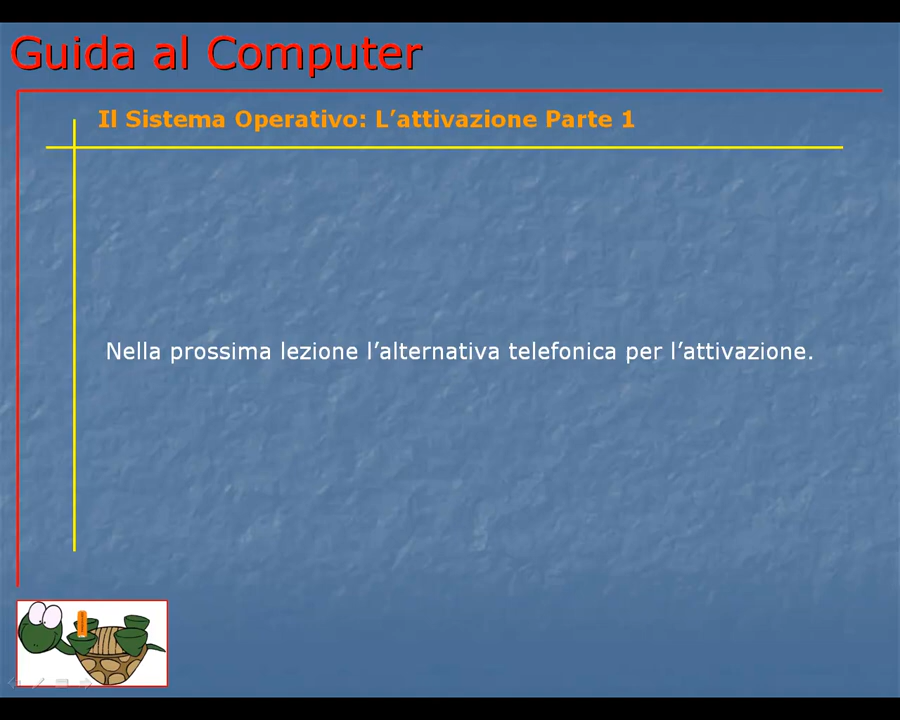 Guida al Computer
Il Sistema Operativo: L’attivazione Parte 1
Nella prossima lezione l’alternativa telefonica per l’attivazione.